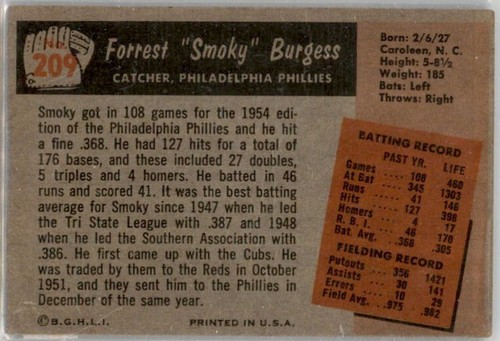 No.
209
Forrest "Smoky" Burgess
CATCHER, PHILADELPHIA PHILLIES
Born: 2/6/27
Caroleen, N. C.
Height: 5-8½
Weight: 185
Bats: Left
Throws: Right
Smoky got in 108 games for the 1954 edi-
tion of the Philadelphia Phillies and he hit
a fine .368. He had 127 hits for a total of
176 bases, and these included 27 doubles,
5 triples and 4 homers. He batted in 46
runs and scored 41. It was the best batting
average for Smoky since 1947 when he led
the Tri State League with .387 and 1948
when he led the Southern Association with
.386. He first came up with the Cubs. He
was traded by them to the Reds in October
1951, and they sent him to the Phillies in
December of the same year.
BATTING RECORD
PAST YR. LIFE
Games 108 460
At Bat 345 1303
Runs 41 146
Hits 127 398
Homers 4 17
R. B. I. 46 170
Bat. Avg. .368 .305
FIELDING RECORD
Putouts 356 1421
Assists 30 141
Errors 10 29
Field Avg. .975 .982
©B.G.H.L.I. PRINTED IN U.S.A.